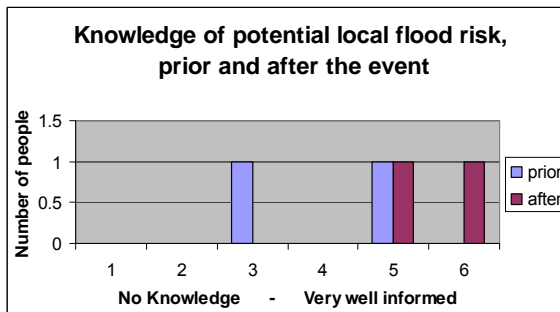 Knowledge of potential local flood risk,
prior and after the event
1.5
1
0.5
0
Number of people
1 2 3 4 5 6
No Knowledge - Very well informed
prior
after